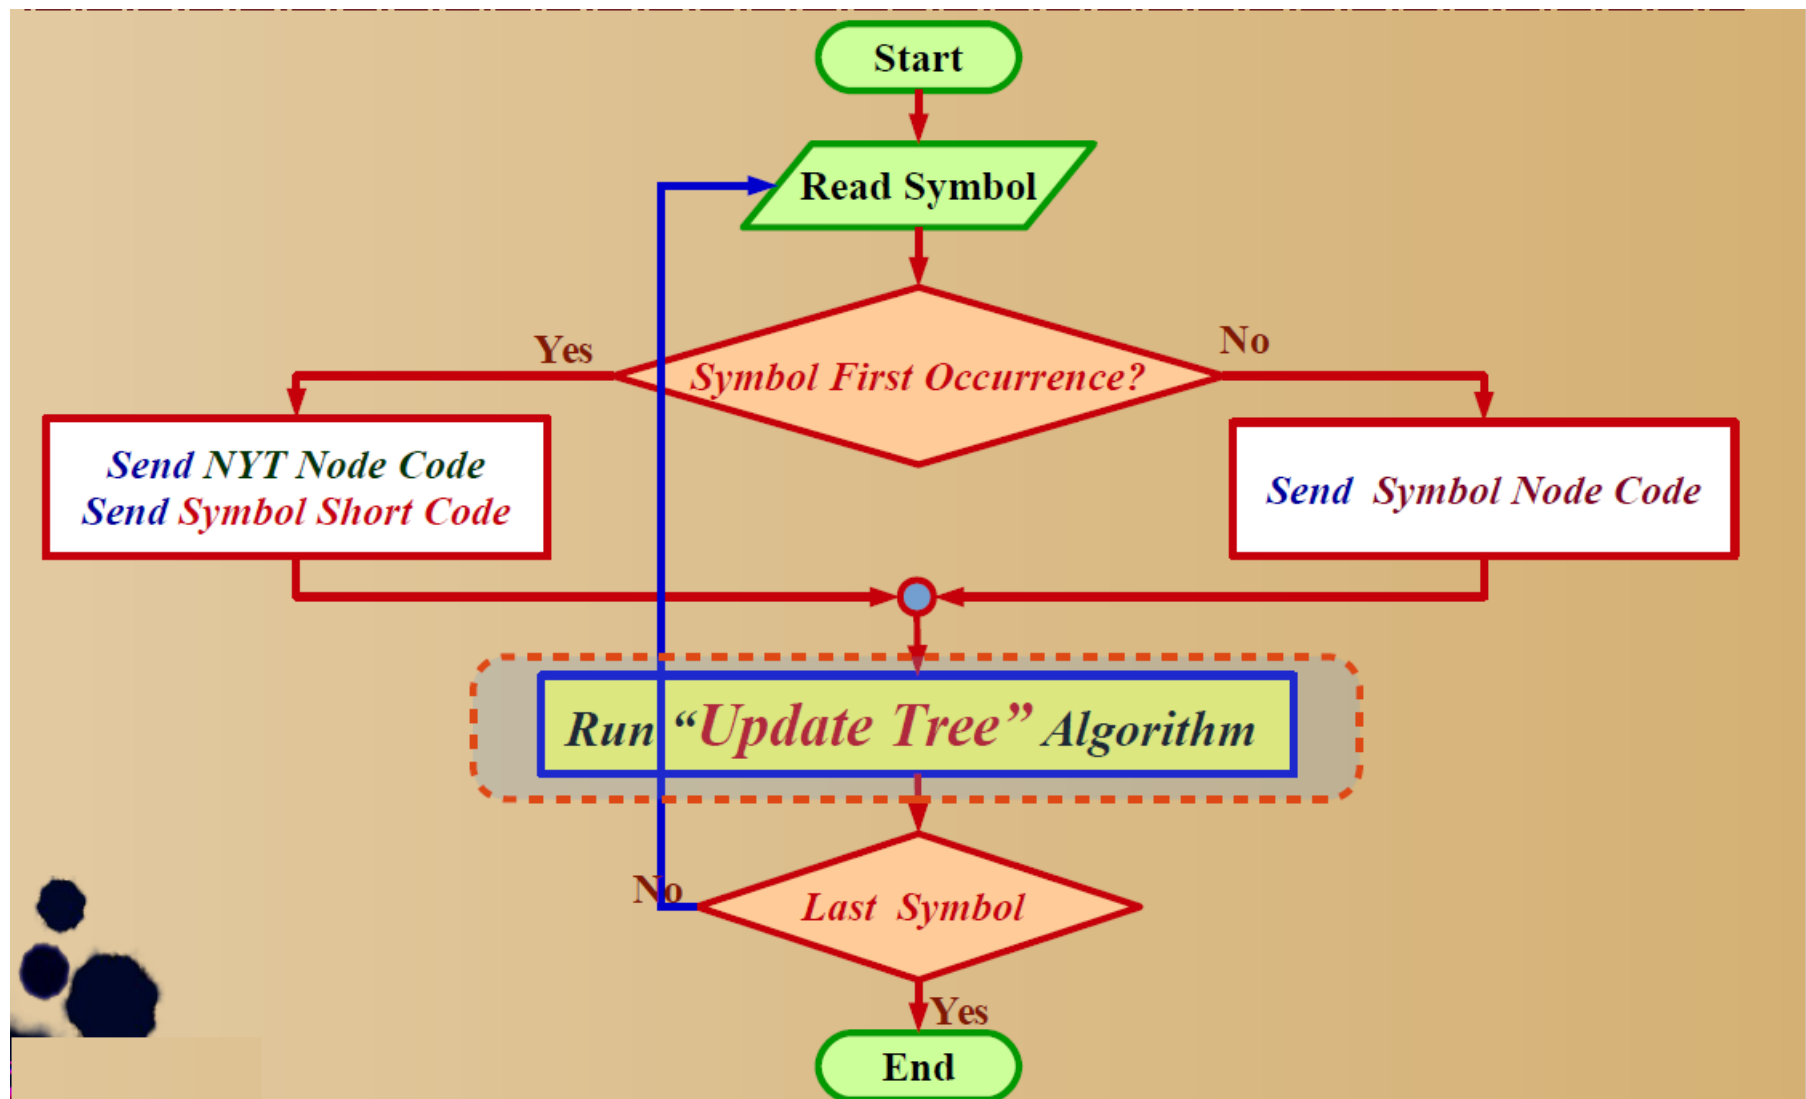 Start
Read Symbol
Yes
No
Symbol First Occurrence?
Send NYT Node Code
Send Symbol Short Code
Send Symbol Node Code
Run “Update Tree” Algorithm
No
Last Symbol
Yes
End